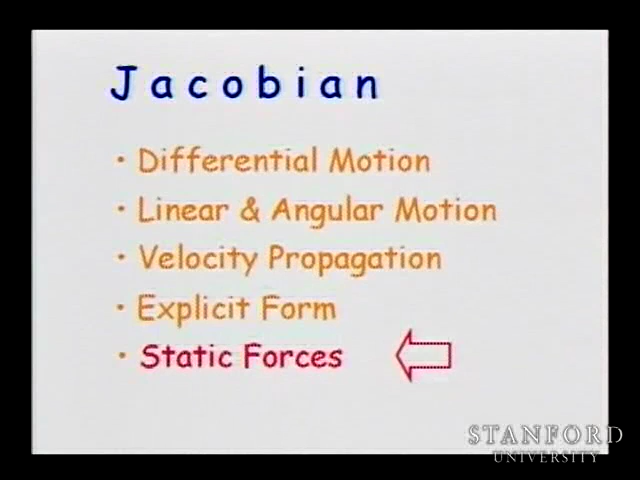 Jacobian
• Differential Motion
• Linear & Angular Motion
• Velocity Propagation
• Explicit Form
• Static Forces
STANFORD
UNIVERSITY